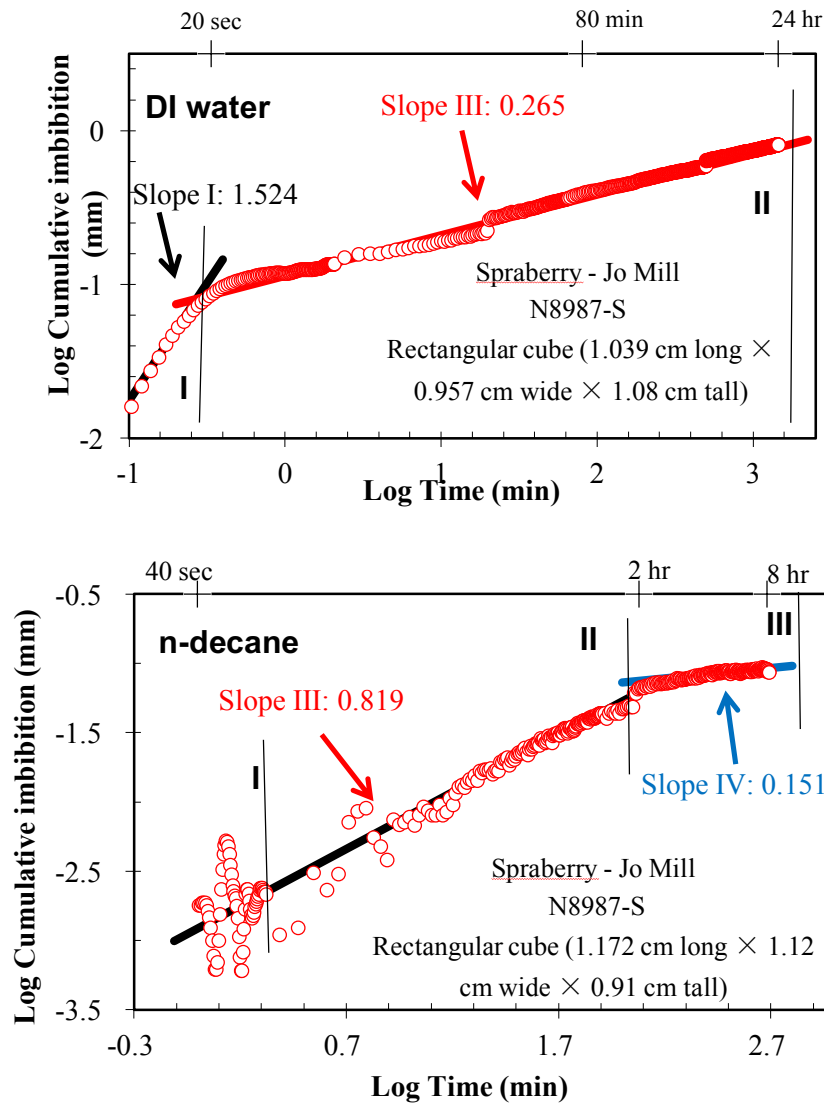 20 sec
80 min
24 hr
DI water
Slope III: 0.265
Slope I: 1.524
I
II
Spraberry - Jo Mill
N8987-S
Rectangular cube (1.039 cm long ×
0.957 cm wide × 1.08 cm tall)
Log Cumulative imbibition
(mm)
0
-1
-2
-1
0
1
2
3
Log Time (min)
40 sec
2 hr
8 hr
n-decane
II
III
Slope III: 0.819
I
Slope IV: 0.151
Spraberry - Jo Mill
N8987-S
Rectangular cube (1.172 cm long × 1.12
cm wide × 0.91 cm tall)
Log Cumulative imbibition (mm)
-0.5
-1.5
-2.5
-3.5
-0.3
0.7
1.7
2.7
Log Time (min)